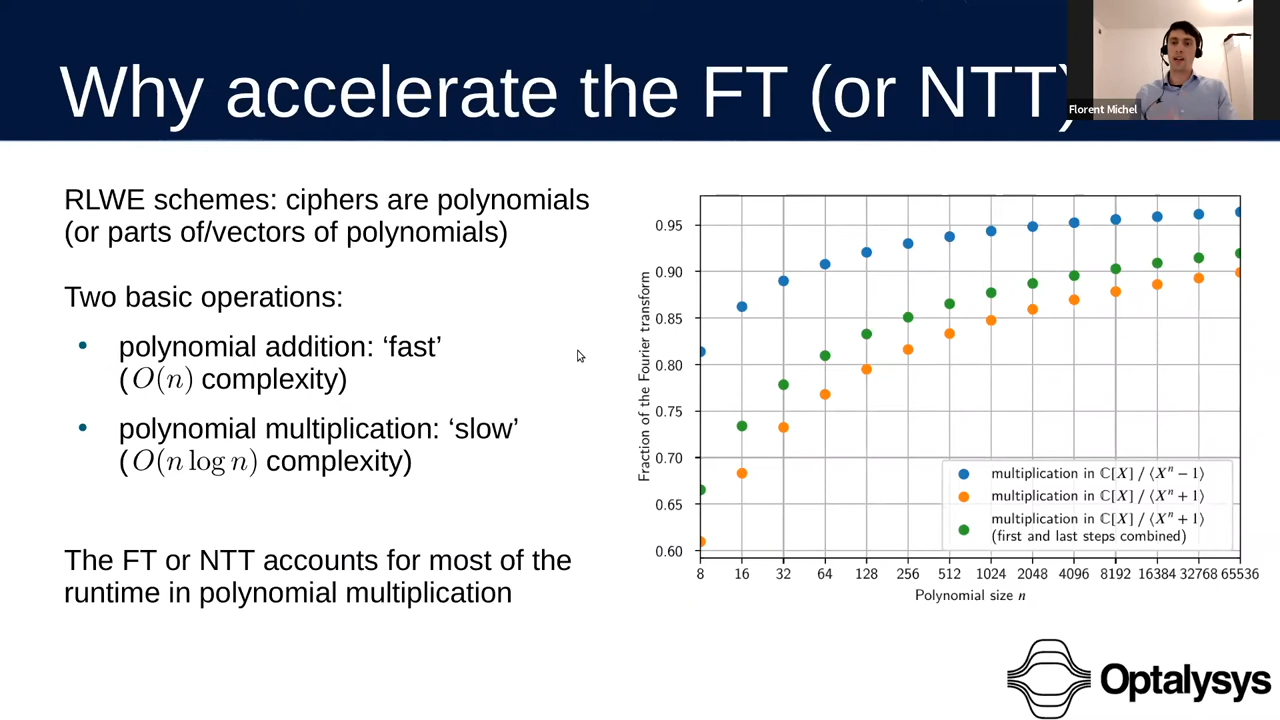 Why accelerate the FT (or NTT)
Florent Michel
RLWE schemes: ciphers are polynomials
(or parts of/vectors of polynomials)
Two basic operations:
• polynomial addition: ‘fast’
(O(n) complexity)
• polynomial multiplication: ‘slow’
(O(n log n) complexity)
The FT or NTT accounts for most of the
runtime in polynomial multiplication
Fraction of the Fourier transform
0.95
0.90
0.85
0.80
0.75
0.70
0.65
0.60
multiplication in ℂ[X] / ⟨Xⁿ − 1⟩
multiplication in ℂ[X] / ⟨Xⁿ + 1⟩
multiplication in ℂ[X] / ⟨Xⁿ + 1⟩
(first and last steps combined)
8 16 32 64 128 256 512 1024 2048 4096 8192 16384 32768 65536
Polynomial size n
Optalysys